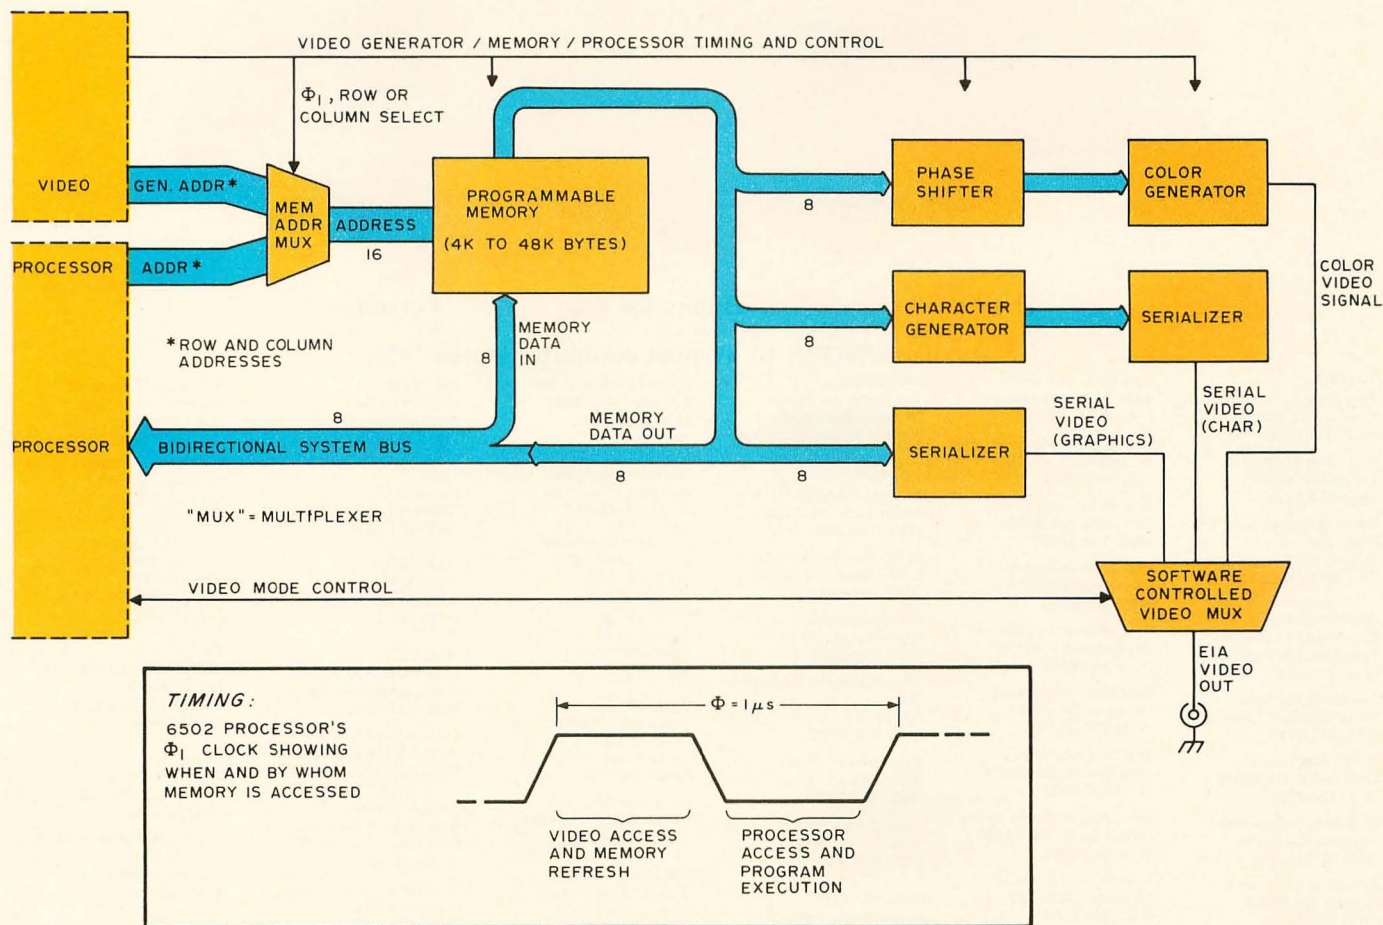 VIDEO GENERATOR / MEMORY / PROCESSOR TIMING AND CONTROL
Φ₁, ROW OR
COLUMN SELECT
VIDEO
GEN. ADDR*
MEM
ADDR
MUX
ADDRESS
16
PROGRAMMABLE
MEMORY
(4K TO 48K BYTES)
PHASE
SHIFTER
COLOR
GENERATOR
8
PROCESSOR
ADDR*
COLOR
VIDEO
SIGNAL
CHARACTER
GENERATOR
SERIALIZER
8
*ROW AND COLUMN
ADDRESSES
MEMORY
DATA
IN
8
SERIAL
VIDEO
(GRAPHICS)
SERIAL
VIDEO
(CHAR)
8
MEMORY
DATA OUT
PROCESSOR
BIDIRECTIONAL SYSTEM BUS
SERIALIZER
8
8
"MUX"= MULTIPLEXER
VIDEO MODE CONTROL
SOFTWARE
CONTROLLED
VIDEO MUX
EIA
VIDEO
OUT
TIMING:
6502 PROCESSOR'S
Φ₁ CLOCK SHOWING
WHEN AND BY WHOM
MEMORY IS ACCESSED
Φ = 1 μs
VIDEO ACCESS
AND MEMORY
REFRESH
PROCESSOR
ACCESS AND
PROGRAM
EXECUTION